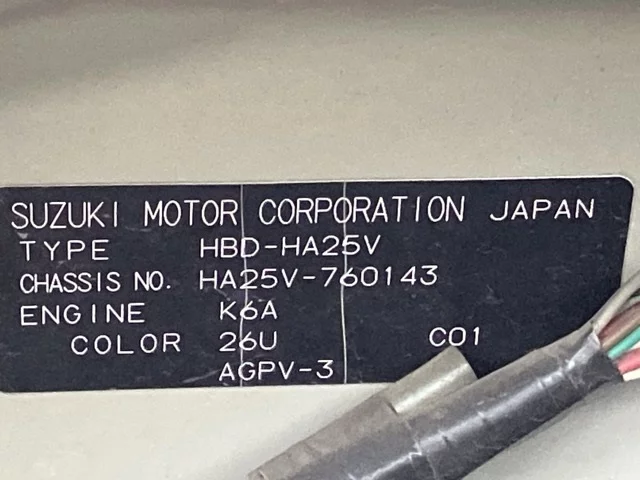 SUZUKI MOTOR CORPORATION JAPAN
TYPE HBD-HA25V
CHASSIS NO. HA25V-760143
ENGINE K6A
COLOR 26U C01
AGPV-3